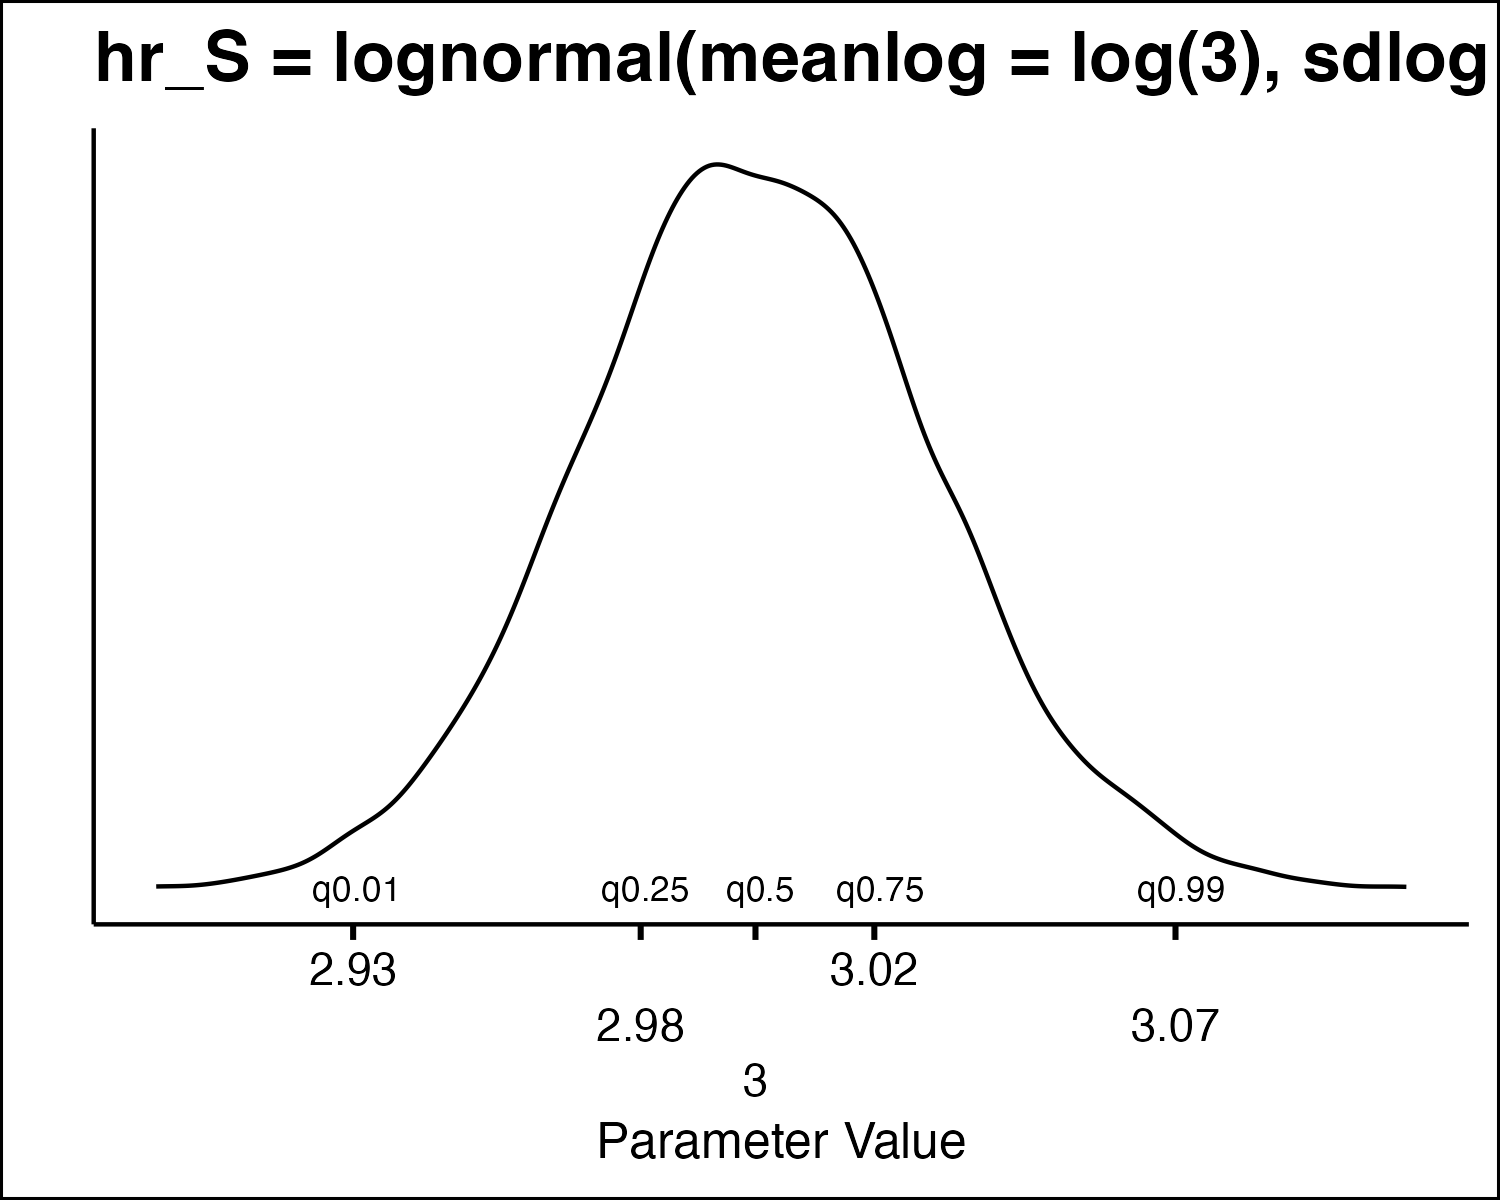 hr_S = lognormal(meanlog = log(3), sdlog
q0.01 q0.25 q0.5 q0.75 q0.99
2.93 3.02
2.98 3.07
3
Parameter Value